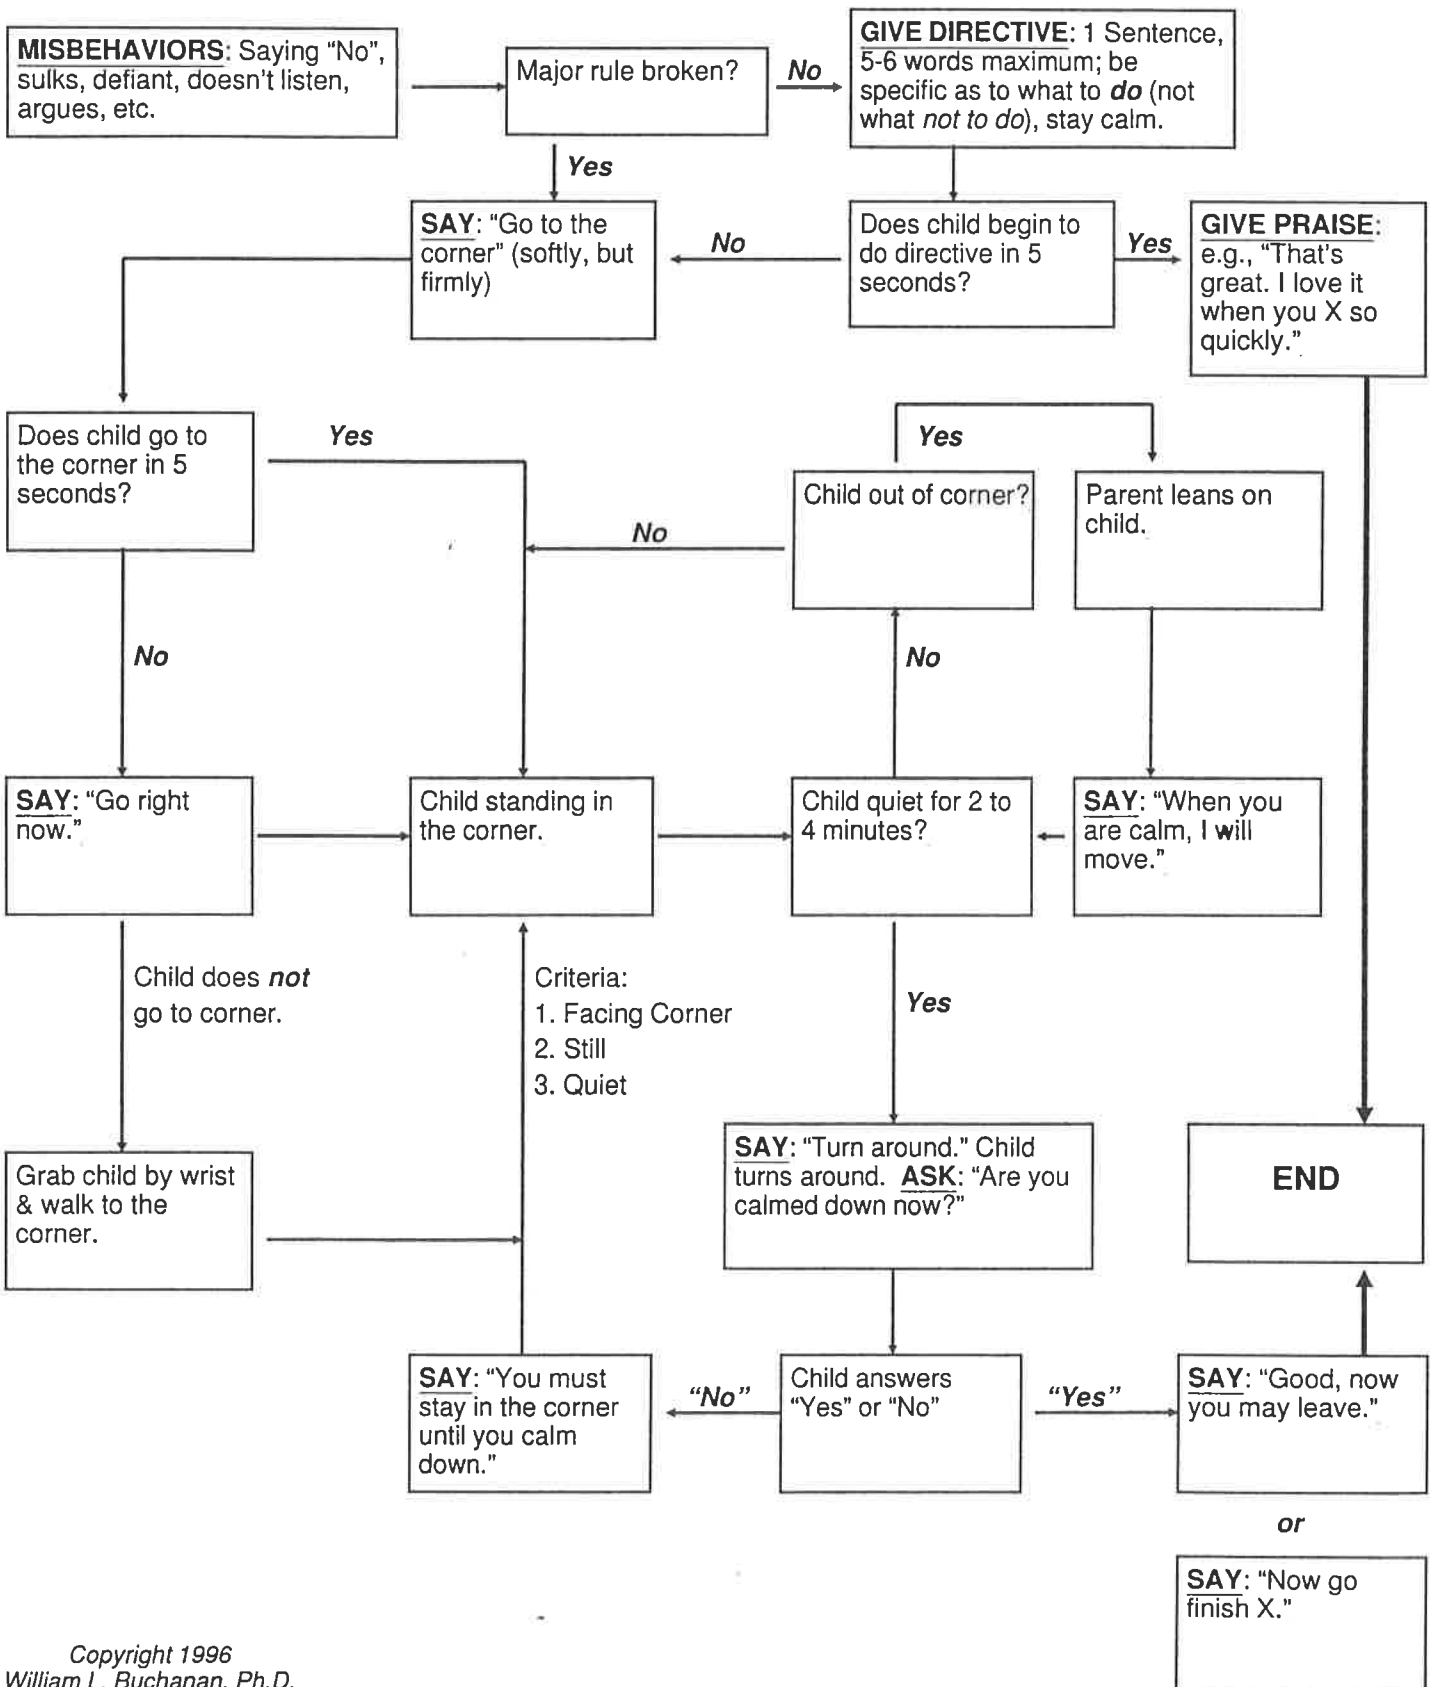 MISBEHAVIORS: Saying “No”,
sulks, defiant, doesn't listen,
argues, etc.
Major rule broken?
No
GIVE DIRECTIVE: 1 Sentence,
5-6 words maximum; be
specific as to what to do (not
what not to do), stay calm.
Yes
SAY: “Go to the
corner” (softly, but
firmly)
No
Does child begin to
do directive in 5
seconds?
Yes
GIVE PRAISE:
e.g., “That's
great. I love it
when you X so
quickly.”
Does child go to
the corner in 5
seconds?
Yes
No
Child out of corner?
Yes
Parent leans on
child.
No
No
SAY: “Go right
now.”
Child standing in
the corner.
Child quiet for 2 to
4 minutes?
SAY: “When you
are calm, I will
move.”
Child does not
go to corner.
Criteria:
1. Facing Corner
2. Still
3. Quiet
Yes
Grab child by wrist
& walk to the
corner.
SAY: “Turn around.” Child
turns around. ASK: “Are you
calmed down now?”
END
SAY: “You must
stay in the corner
until you calm
down.”
“No”
Child answers
“Yes” or “No”
“Yes”
SAY: “Good, now
you may leave.”
or
SAY: “Now go
finish X.”
Copyright 1996
William L. Buchanan, Ph.D.